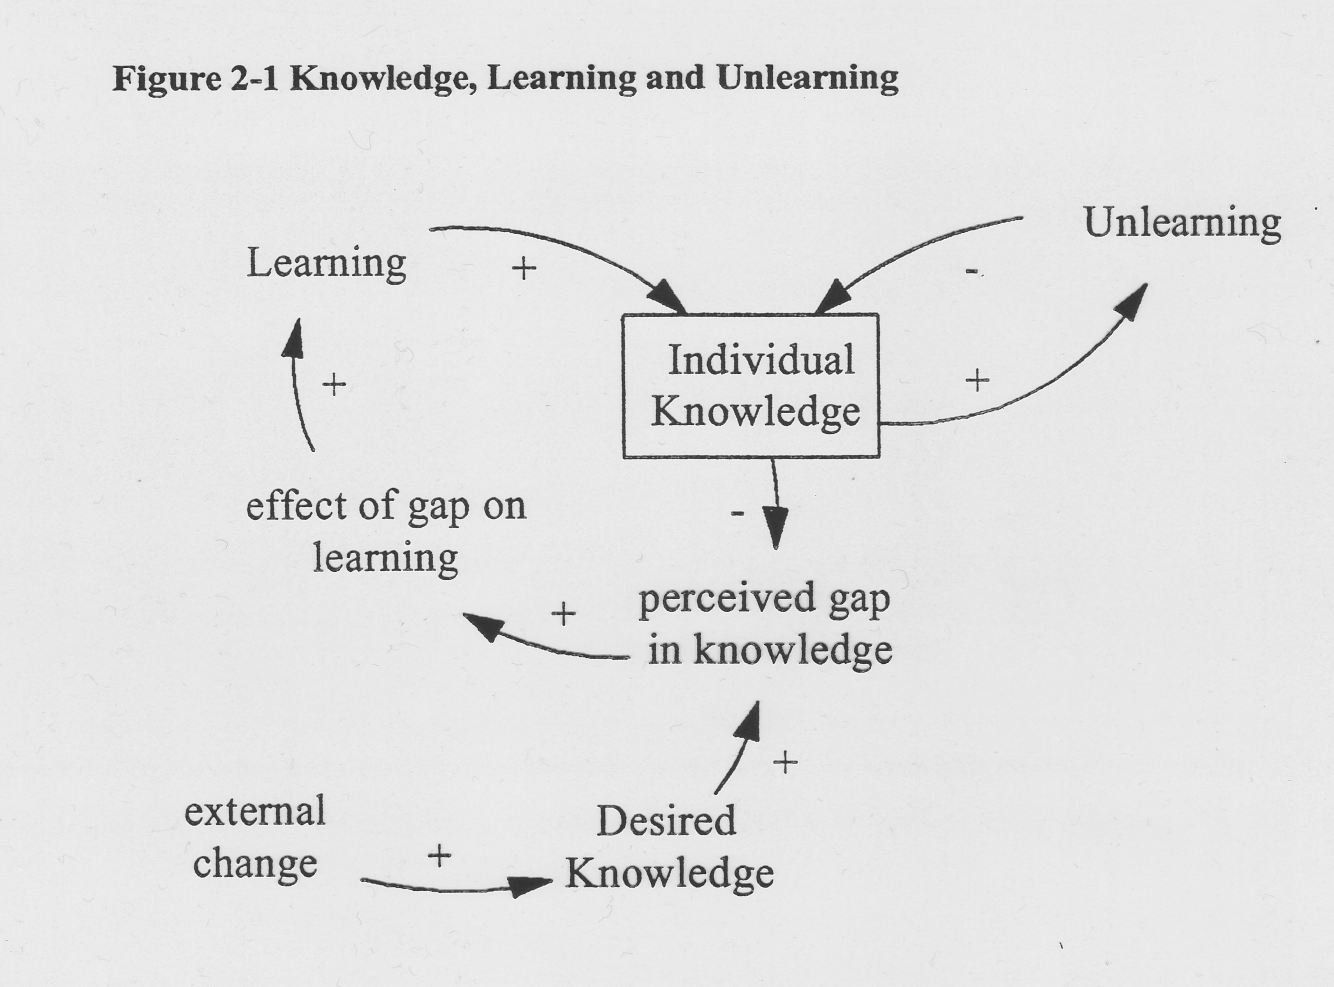 Figure 2-1 Knowledge, Learning and Unlearning
Unlearning
Learning
+
-
Individual
Knowledge
+
+
effect of gap on
learning
-
perceived gap
in knowledge
+
+
external
change
+
Desired
Knowledge